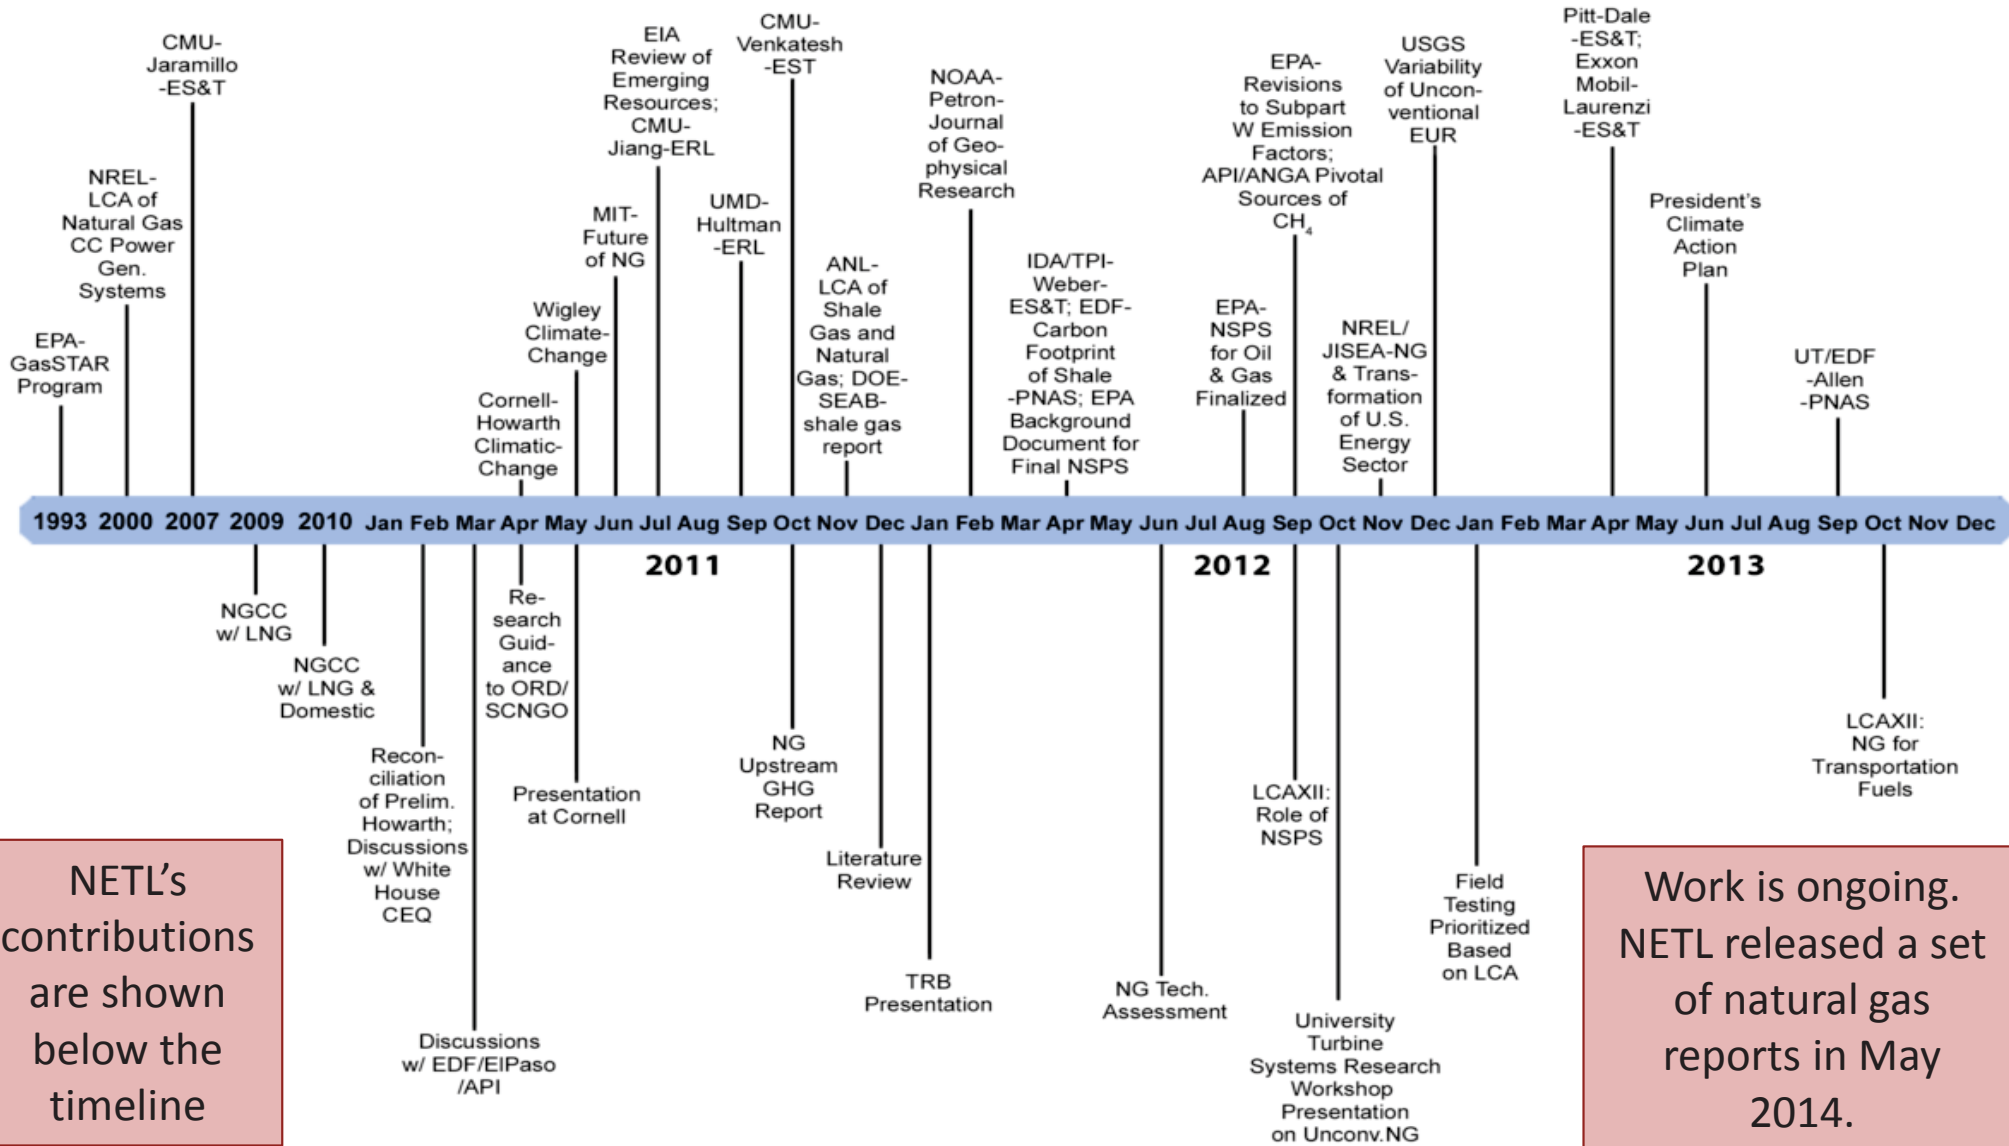 EPA-
GasSTAR
Program
NREL-
LCA of
Natural Gas
CC Power
Gen.
Systems
CMU-
Jaramillo
-ES&T
Cornell-
Howarth
Climatic-
Change
Wigley
Climate-
Change
MIT-
Future
of NG
EIA
Review of
Emerging
Resources;
CMU-
Jiang-ERL
UMD-
Hultman
-ERL
CMU-
Venkatesh
-EST
ANL-
LCA of
Shale
Gas and
Natural
Gas; DOE-
SEAB-
shale gas
report
NOAA-
Petron-
Journal
of Geo-
physical
Research
IDA/TPI-
Weber-
ES&T; EDF-
Carbon
Footprint
of Shale
-PNAS; EPA
Background
Document for
Final NSPS
EPA-
NSPS
for Oil
& Gas
Finalized
EPA-
Revisions
to Subpart
W Emission
Factors;
API/ANGA Pivotal
Sources of
CH₄
NREL/
JISEA-NG
& Trans-
formation
of U.S.
Energy
Sector
USGS
Variability
of Uncon-
ventional
EUR
Pitt-Dale
-ES&T;
Exxon
Mobil-
Laurenzi
-ES&T
President's
Climate
Action
Plan
UT/EDF
-Allen
-PNAS
1993 2000 2007 2009 2010 Jan Feb Mar Apr May Jun Jul Aug Sep Oct Nov Dec Jan Feb Mar Apr May Jun Jul Aug Sep Oct Nov Dec Jan Feb Mar Apr May Jun Jul Aug Sep Oct Nov Dec
2011 2012 2013
NGCC
w/ LNG
NGCC
w/ LNG &
Domestic
Recon-
ciliation
of Prelim.
Howarth;
Discussions
w/ White
House
CEQ
Discussions
w/ EDF/ElPaso
/API
Re-
search
Guid-
ance
to ORD/
SCNGO
Presentation
at Cornell
NG
Upstream
GHG
Report
Literature
Review
TRB
Presentation
NG Tech.
Assessment
LCAXII:
Role of
NSPS
University
Turbine
Systems Research
Workshop
Presentation
on Unconv.NG
Field
Testing
Prioritized
Based
on LCA
LCAXII:
NG for
Transportation
Fuels
NETL's
contributions
are shown
below the
timeline
Work is ongoing.
NETL released a set
of natural gas
reports in May
2014.